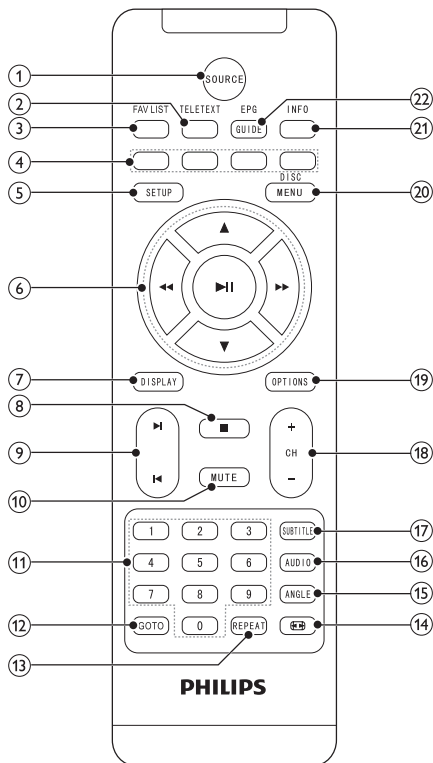 1
SOURCE
2
FAV LIST TELETEXT EPG INFO
22
3
GUIDE
21
4
DISC
5
SETUP MENU
20
6
7
DISPLAY OPTIONS
19
8
9
+
CH
-
18
10
MUTE
1 2 3 SUBTITLE
17
11
4 5 6 AUDIO
16
7 8 9 ANGLE
15
12
GOTO 0 REPEAT
14
13
PHILIPS